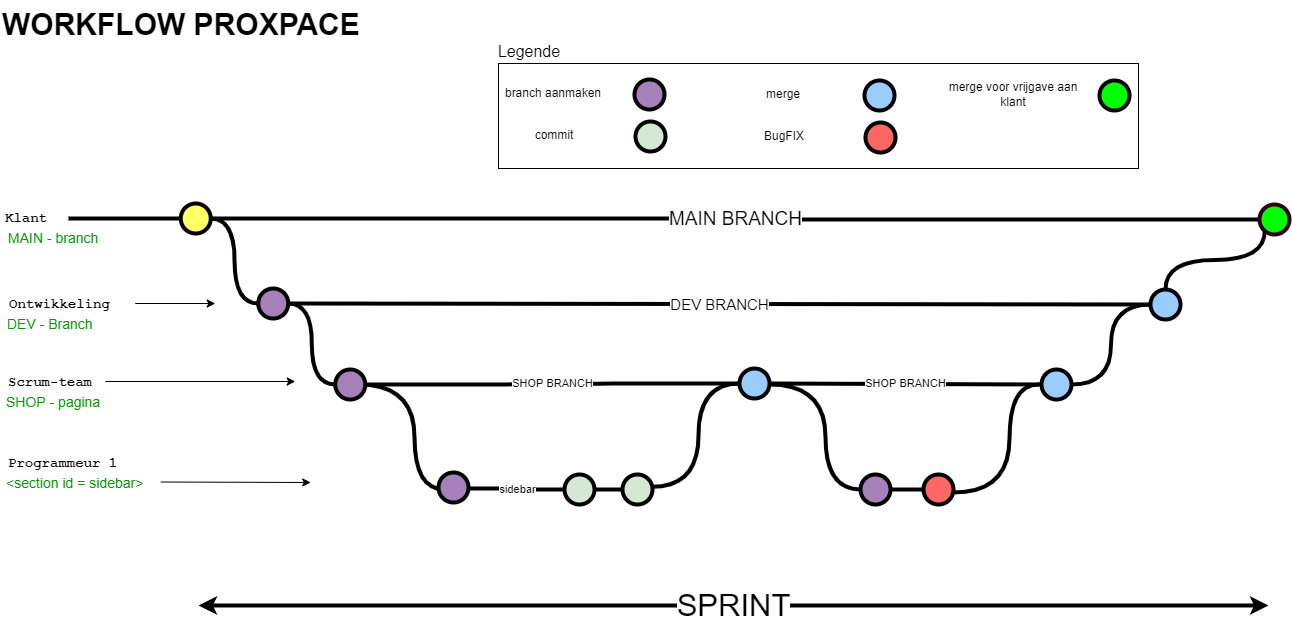 WORKFLOW PROXPACE
Legende
branch aanmaken
merge
merge voor vrijgave aan
klant
commit
BugFIX
Klant
MAIN BRANCH
MAIN - branch
Ontwikkeling
DEV BRANCH
DEV - Branch
Scrum-team
SHOP BRANCH
SHOP BRANCH
SHOP - pagina
Programmeur 1
<section id = sidebar>
sidebar
SPRINT